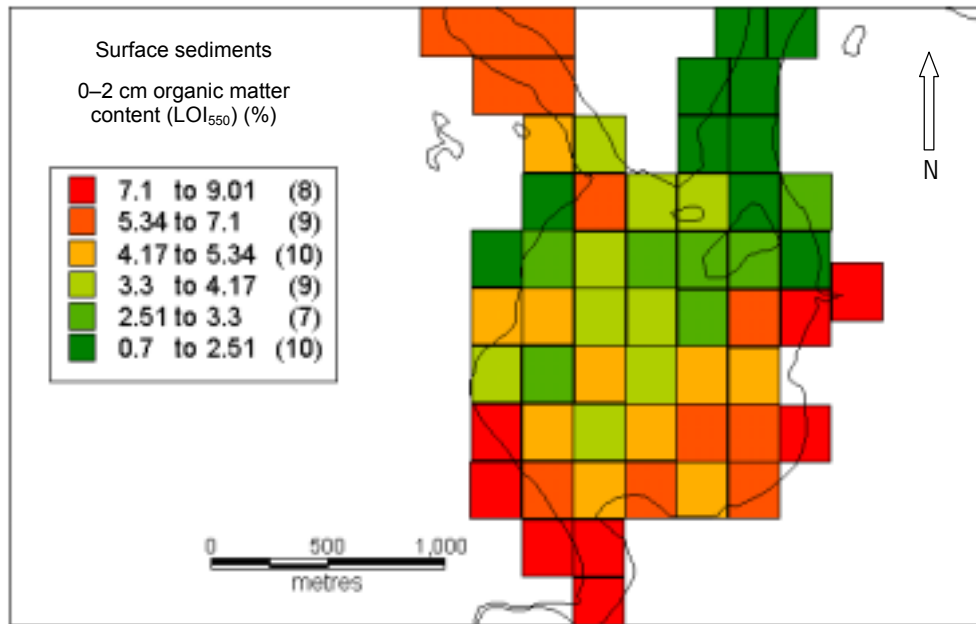 Surface sediments
0–2 cm organic matter
content (LOI₅₅₀) (%)
7.1 to 9.01 (8)
5.34 to 7.1 (9)
4.17 to 5.34 (10)
3.3 to 4.17 (9)
2.51 to 3.3 (7)
0.7 to 2.51 (10)
N
0 500 1,000
metres